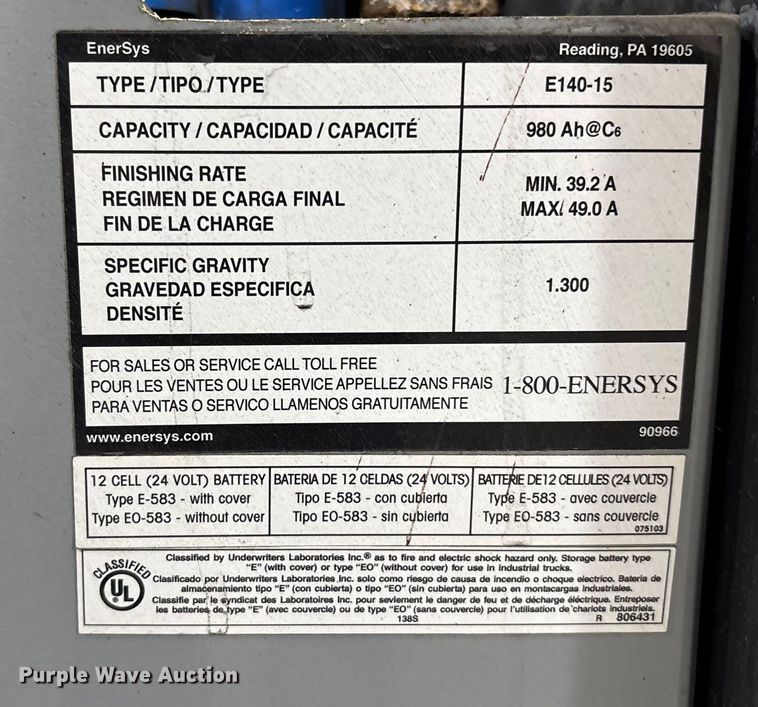 EnerSys Reading, PA 19605
TYPE / TIPO / TYPE E140-15
CAPACITY / CAPACIDAD / CAPACITÉ 980 Ah@C6
FINISHING RATE
REGIMEN DE CARGA FINAL
FIN DE LA CHARGE
MIN. 39.2 A
MAX. 49.0 A
SPECIFIC GRAVITY
GRAVEDAD ESPECIFICA
DENSITÉ
1.300
FOR SALES OR SERVICE CALL TOLL FREE
POUR LES VENTES OU LE SERVICE APPELLEZ SANS FRAIS
PARA VENTAS O SERVICO LLAMENOS GRATUITAMENTE
1-800-ENERSYS
www.enersys.com 90966
12 CELL (24 VOLT) BATTERY
Type E-583 - with cover
Type EO-583 - without cover
BATERIA DE 12 CELDAS (24 VOLTS)
Tipo E-583 - con cubierta
Tipo EO-583 - sin cubierta
BATTERIE DE 12 CELLULES (24 VOLTS)
Type E-583 - avec couvercle
Type EO-583 - sans couvercle
075103
CLASSIFIED
UL
Classified by Underwriters Laboratories Inc.® as to fire and electric shock hazard only. Storage battery type
"E" (with cover) or type "EO" (without cover) for use in industrial trucks.
Clasificado por Underwriters Laboratories Inc. solo como riesgo de causa de incendio o choque electrico. Bateria de
almacenamiento tipo "E" (con cubierta) o tipo "EO" (sin cubierta) para uso en montacargas industriales.
Classifie par le syndicat des Laboratoires Inc. pour sevlement le danger de feu et de décharge éléctrique. Entreposer
les batteries de type "E" (avec couvercle) ou de type "EO" (sans couvercle) pour l'utilisation de chariots industriels.
138S R 806431
Purple Wave Auction